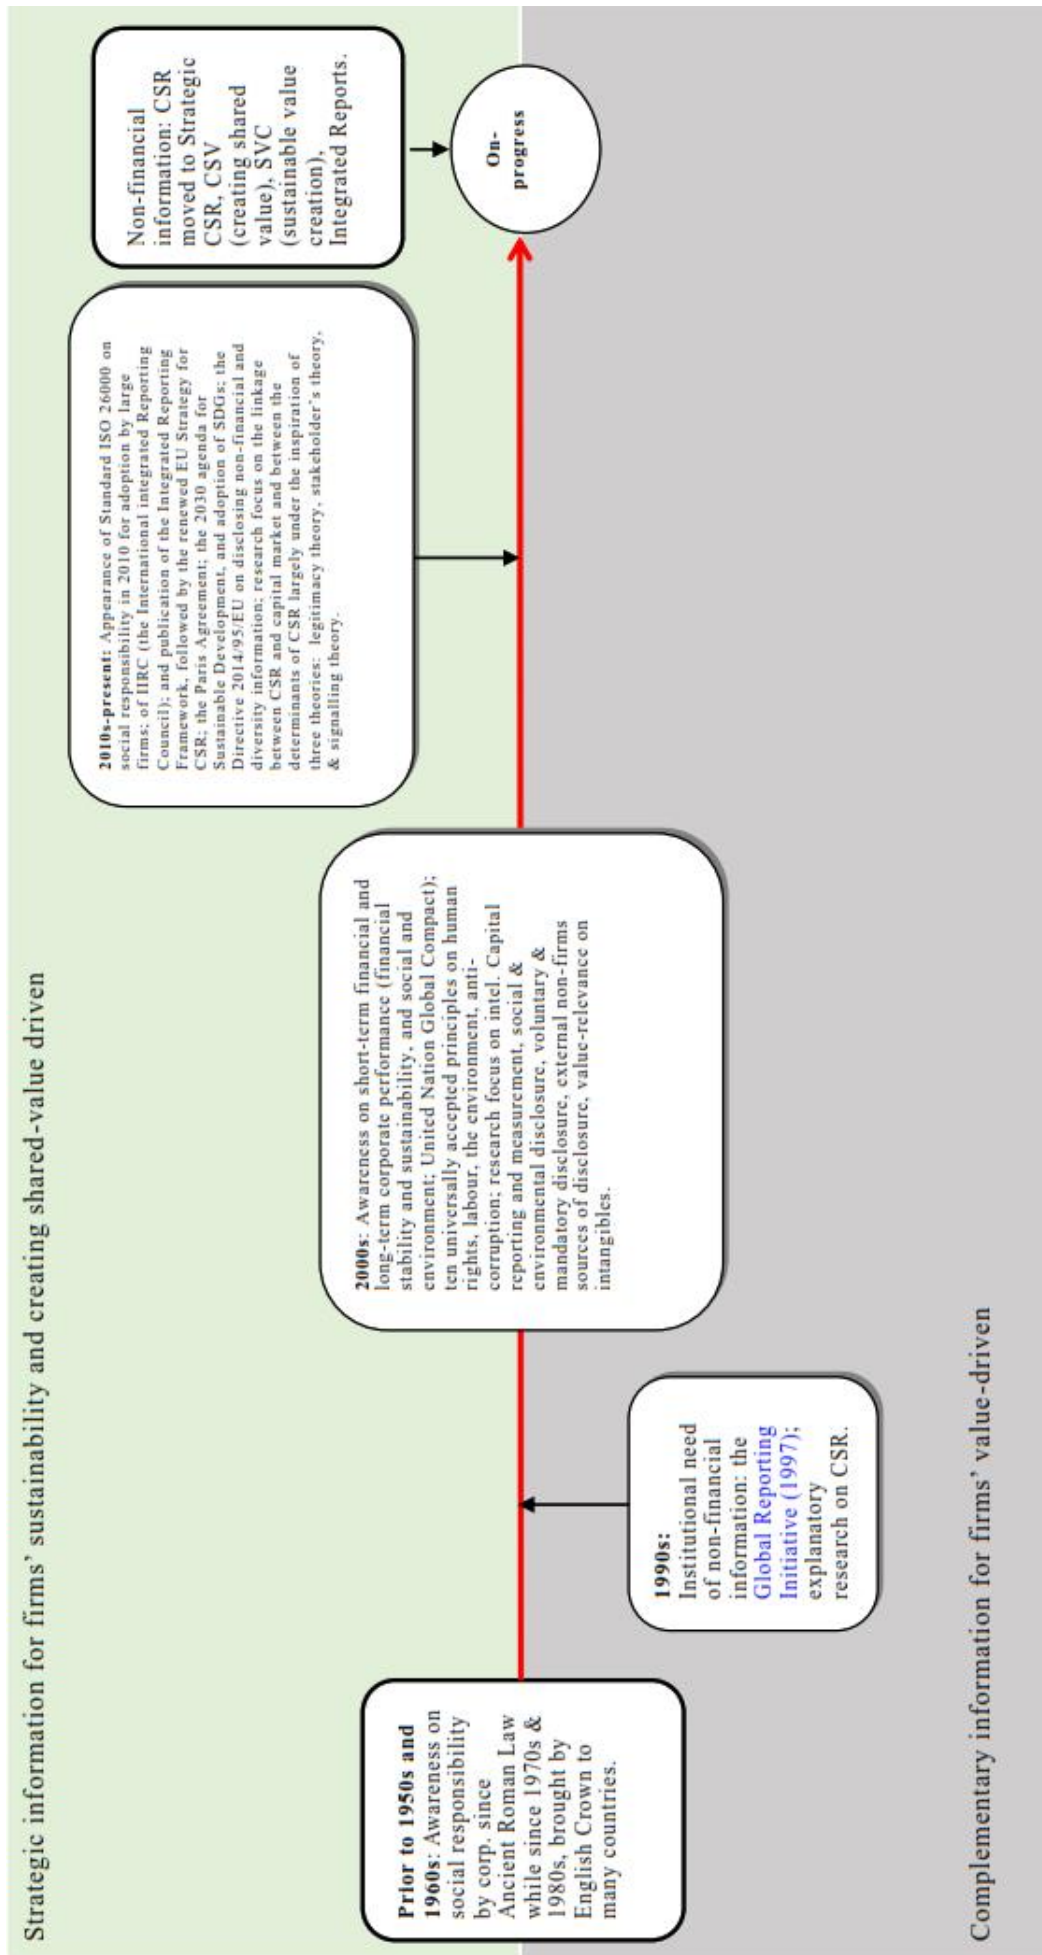 Strategic information for firms’ sustainability and creating shared-value driven
Prior to 1950s and
1960s: Awareness on
social responsibility
by corp. since
Ancient Roman Law
while since 1970s &
1980s, brought by
English Crown to
many countries.
1990s:
Institutional need
of non-financial
information: the
Global Reporting
Initiative (1997);
explanatory
research on CSR.
2000s: Awareness on short-term financial and
long-term corporate performance (financial
stability and sustainability, and social and
environment; United Nation Global Compact);
ten universally accepted principles on human
rights, labour, the environment, anti-
corruption; research focus on intel. Capital
reporting and measurement, social &
environmental disclosure, voluntary &
mandatory disclosure, external non-firms
sources of disclosure, value-relevance on
intangibles.
2010s-present: Appearance of Standard ISO 26000 on
social responsibility in 2010 for adoption by large
firms; of IIRC (the International integrated Reporting
Council); and publication of the Integrated Reporting
Framework, followed by the renewed EU Strategy for
CSR; the Paris Agreement; the 2030 agenda for
Sustainable Development, and adoption of SDGs; the
Directive 2014/95/EU on disclosing non-financial and
diversity information; research focus on the linkage
between CSR and capital market and between the
determinants of CSR largely under the inspiration of
three theories: legitimacy theory, stakeholder’s theory,
& signalling theory.
Non-financial
information: CSR
moved to Strategic
CSR, CSV
(creating shared
value), SVC
(sustainable value
creation),
Integrated Reports.
On-
progress
Complementary information for firms’ value-driven